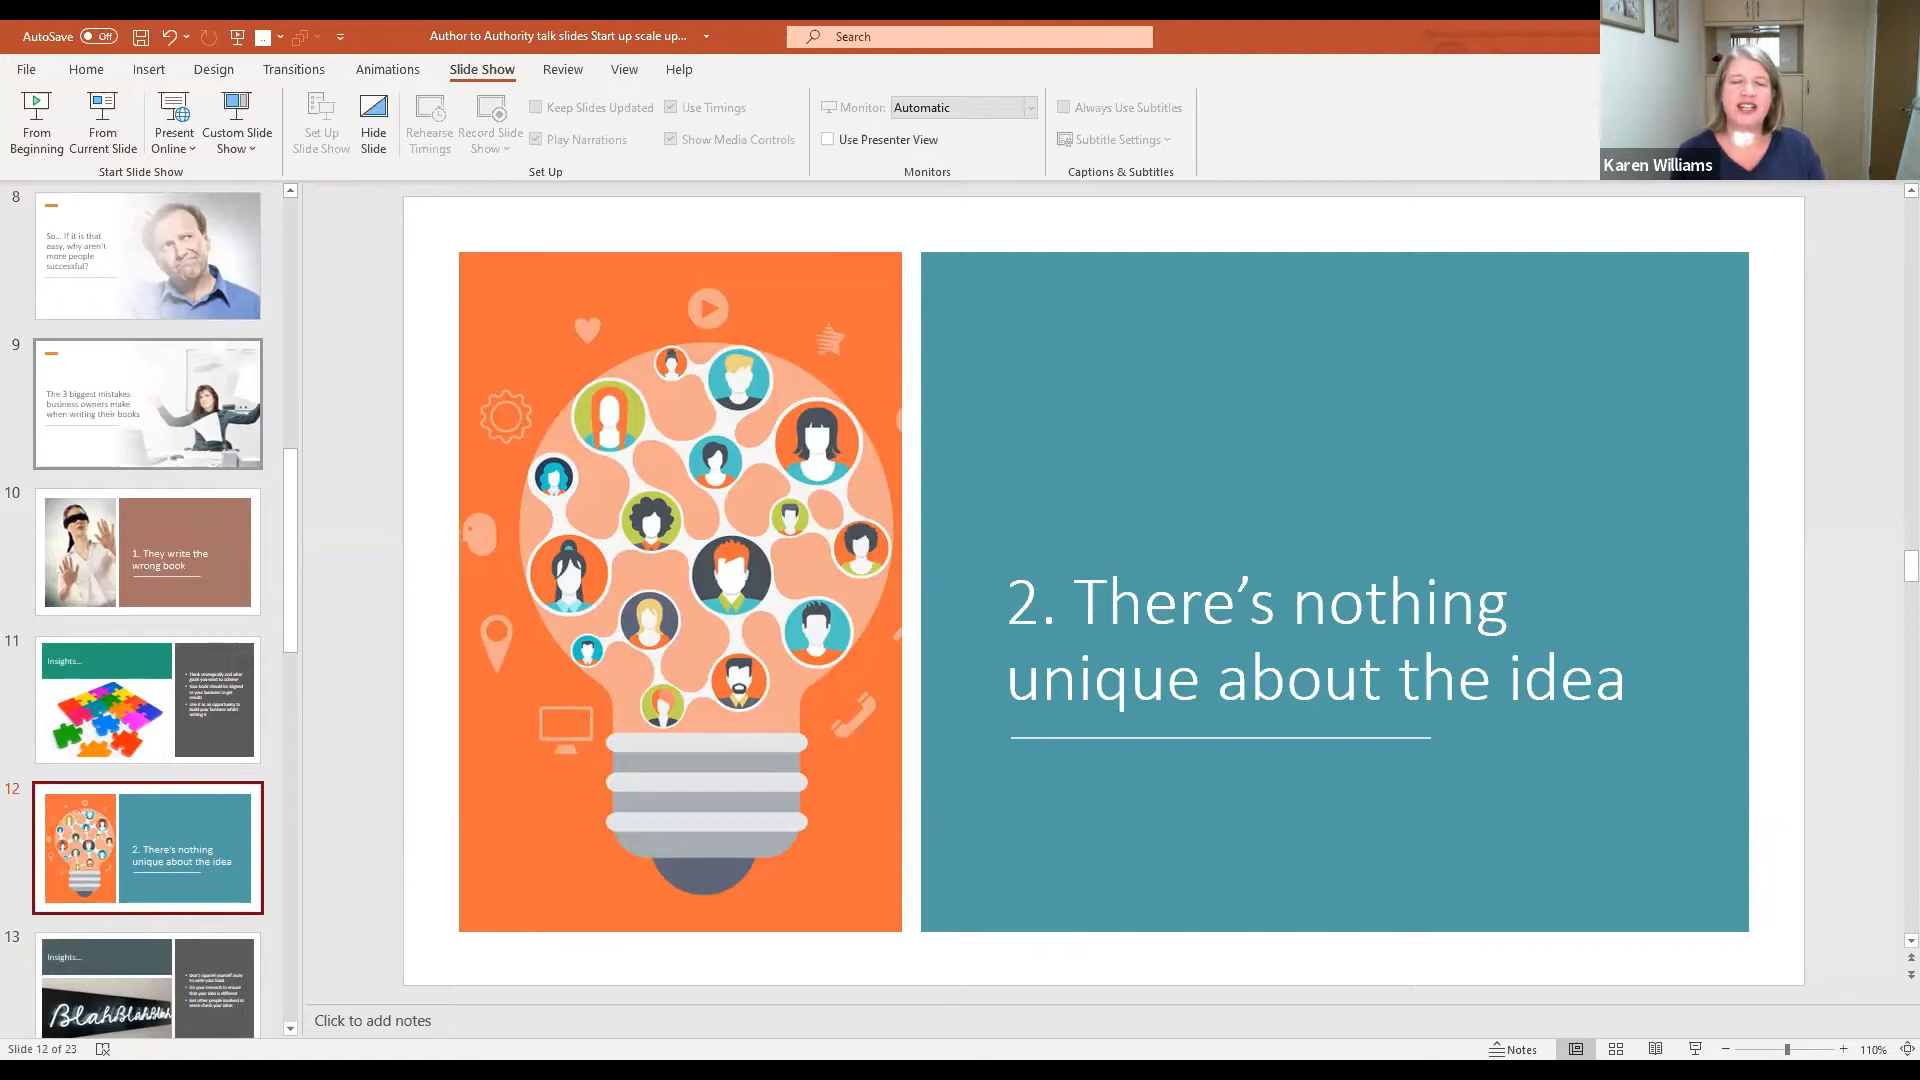 AutoSave Off
Author to Authority talk slides Start up scale up...
Search
File Home Insert Design Transitions Animations Slide Show Review View Help
From Beginning
From Current Slide
Present Online
Custom Slide Show
Start Slide Show
Set Up Slide Show
Hide Slide
Rehearse Timings
Record Slide Show
Keep Slides Updated
Play Narrations
Use Timings
Show Media Controls
Set Up
Monitor: Automatic
Use Presenter View
Monitors
Always Use Subtitles
Subtitle Settings
Captions & Subtitles
Karen Williams
8
So... If it is that
easy, why aren't
more people
successful?
9
The 3 biggest mistakes
business owners make
when writing their books
10
1. They write the
wrong book
11
Insights...
• Think strategically and what
goals you want to achieve
• Your book should be aligned
to your business to get
results
• Use it as an opportunity to
build your business whilst
writing it
12
2. There's nothing
unique about the idea
13
Insights...
• Don't squirrel yourself away
to write your book
• Do your research to ensure
that your idea is different
• Get other people involved to
sense check your ideas
BlahBlahBlah
2. There’s nothing
unique about the idea
Click to add notes
Slide 12 of 23
Notes
110%